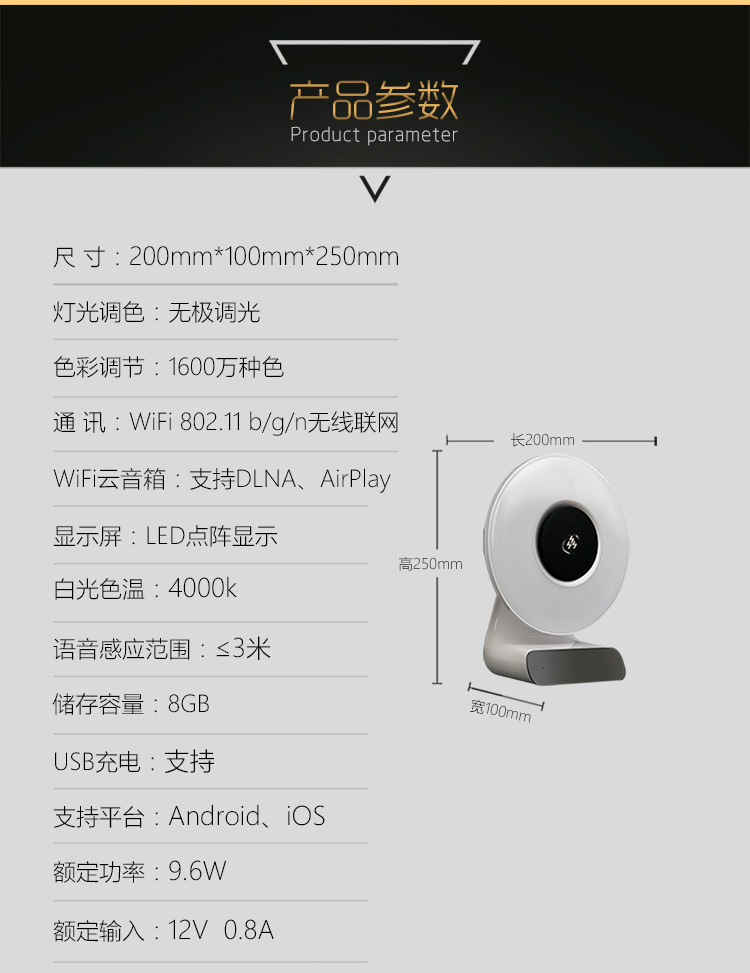 产品参数
Product parameter
尺 寸：200mm*100mm*250mm
灯光调色：无极调光
色彩调节：1600万种色
通 讯：WiFi 802.11 b/g/n无线联网
WiFi云音箱：支持DLNA、AirPlay
显示屏：LED点阵显示
白光色温：4000k
语音感应范围：≤3米
储存容量：8GB
USB充电：支持
支持平台：Android、iOS
额定功率：9.6W
额定输入：12V 0.8A
长200mm
高250mm
宽100mm